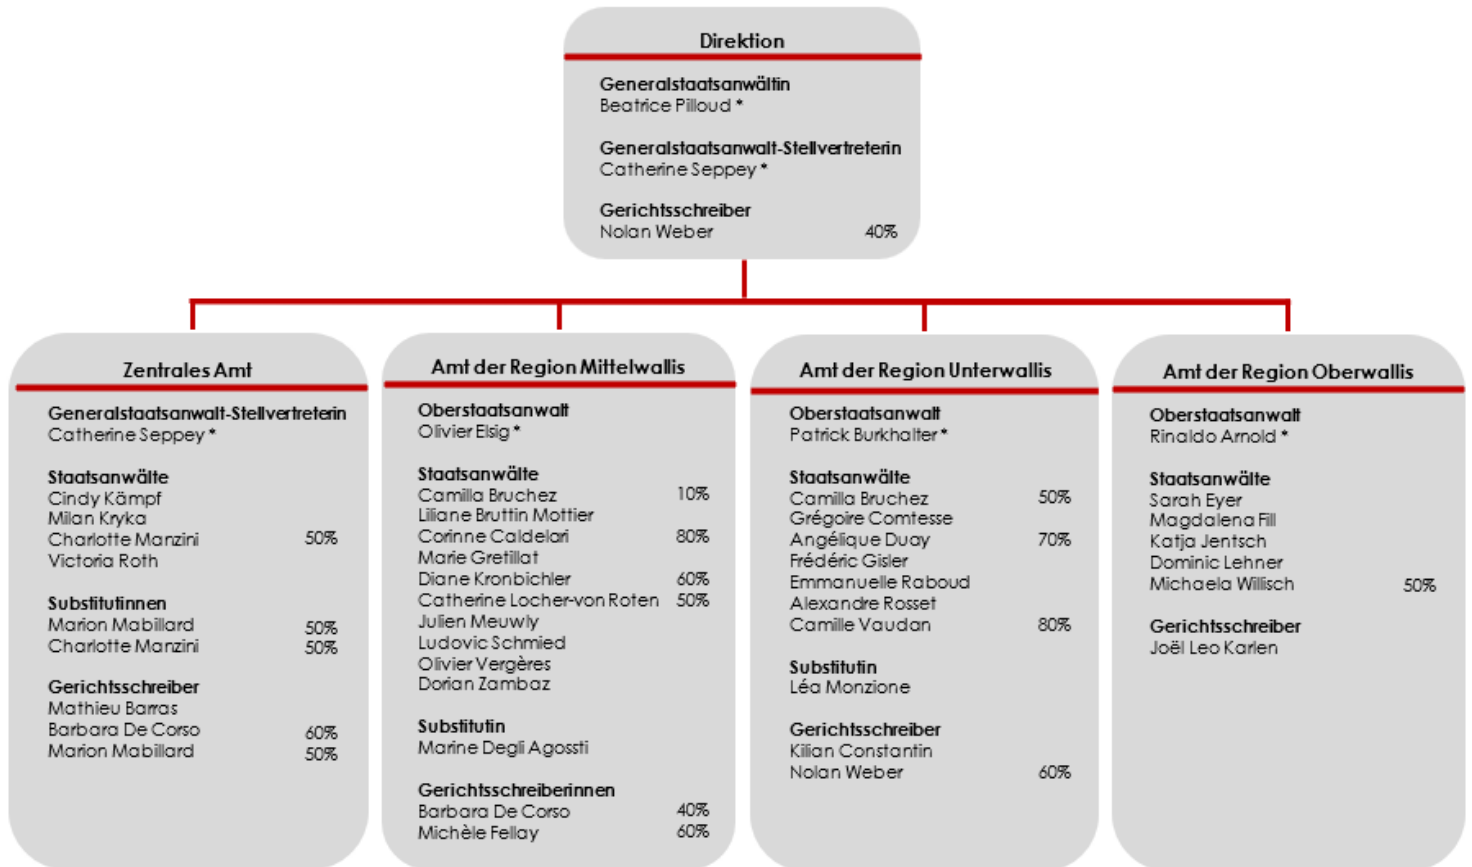 Direktion
Generalstaatsanwältin
Beatrice Pilloud *
Generalstaatsanwalt-Stellvertreterin
Catherine Seppey *
Gerichtsschreiber
Nolan Weber 40%
Zentrales Amt
Generalstaatsanwalt-Stellvertreterin
Catherine Seppey *
Staatsanwälte
Cindy Kämpf
Milan Kryka
Charlotte Manzini 50%
Victoria Roth
Substitutinnen
Marion Mabillard 50%
Charlotte Manzini 50%
Gerichtsschreiber
Mathieu Barras
Barbara De Corso 60%
Marion Mabillard 50%
Amt der Region Mittelwallis
Oberstaatsanwalt
Olivier Elsig *
Staatsanwälte
Camilla Bruchez 10%
Liliane Bruttin Mottier
Corinne Caldelari 80%
Marie Gretillat
Diane Kronbichler 60%
Catherine Locher-von Roten 50%
Julien Meuwly
Ludovic Schmied
Olivier Vergères
Dorian Zambaz
Substitutin
Marine Degli Agossti
Gerichtsschreiberinnen
Barbara De Corso 40%
Michèle Fellay 60%
Amt der Region Unterwallis
Oberstaatsanwalt
Patrick Burkhalter *
Staatsanwälte
Camilla Bruchez 50%
Grégoire Comtesse
Angélique Duay 70%
Frédéric Gisler
Emmanuelle Raboud
Alexandre Rosset
Camille Vaudan 80%
Substitutin
Léa Monzione
Gerichtsschreiber
Kilian Constantin
Nolan Weber 60%
Amt der Region Oberwallis
Oberstaatsanwalt
Rinaldo Arnold *
Staatsanwälte
Sarah Eyer
Magdalena Fill
Katja Jentsch
Dominic Lehner
Michaela Willisch 50%
Gerichtsschreiber
Joël Leo Karlen